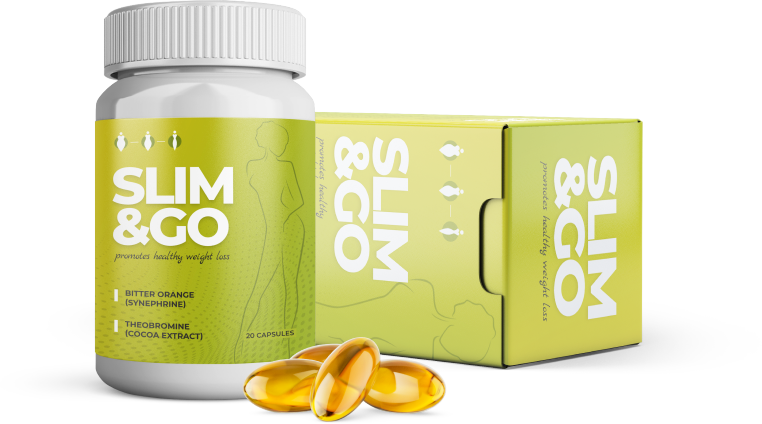 SLIM
&GO
promotes healthy weight loss
BITTER ORANGE
(SYNEPHRINE)
THEOBROMINE
(COCOA EXTRACT)
20 CAPSULES
SLIM
&GO
promotes healthy
SLIM
&GO
promotes healthy weight loss